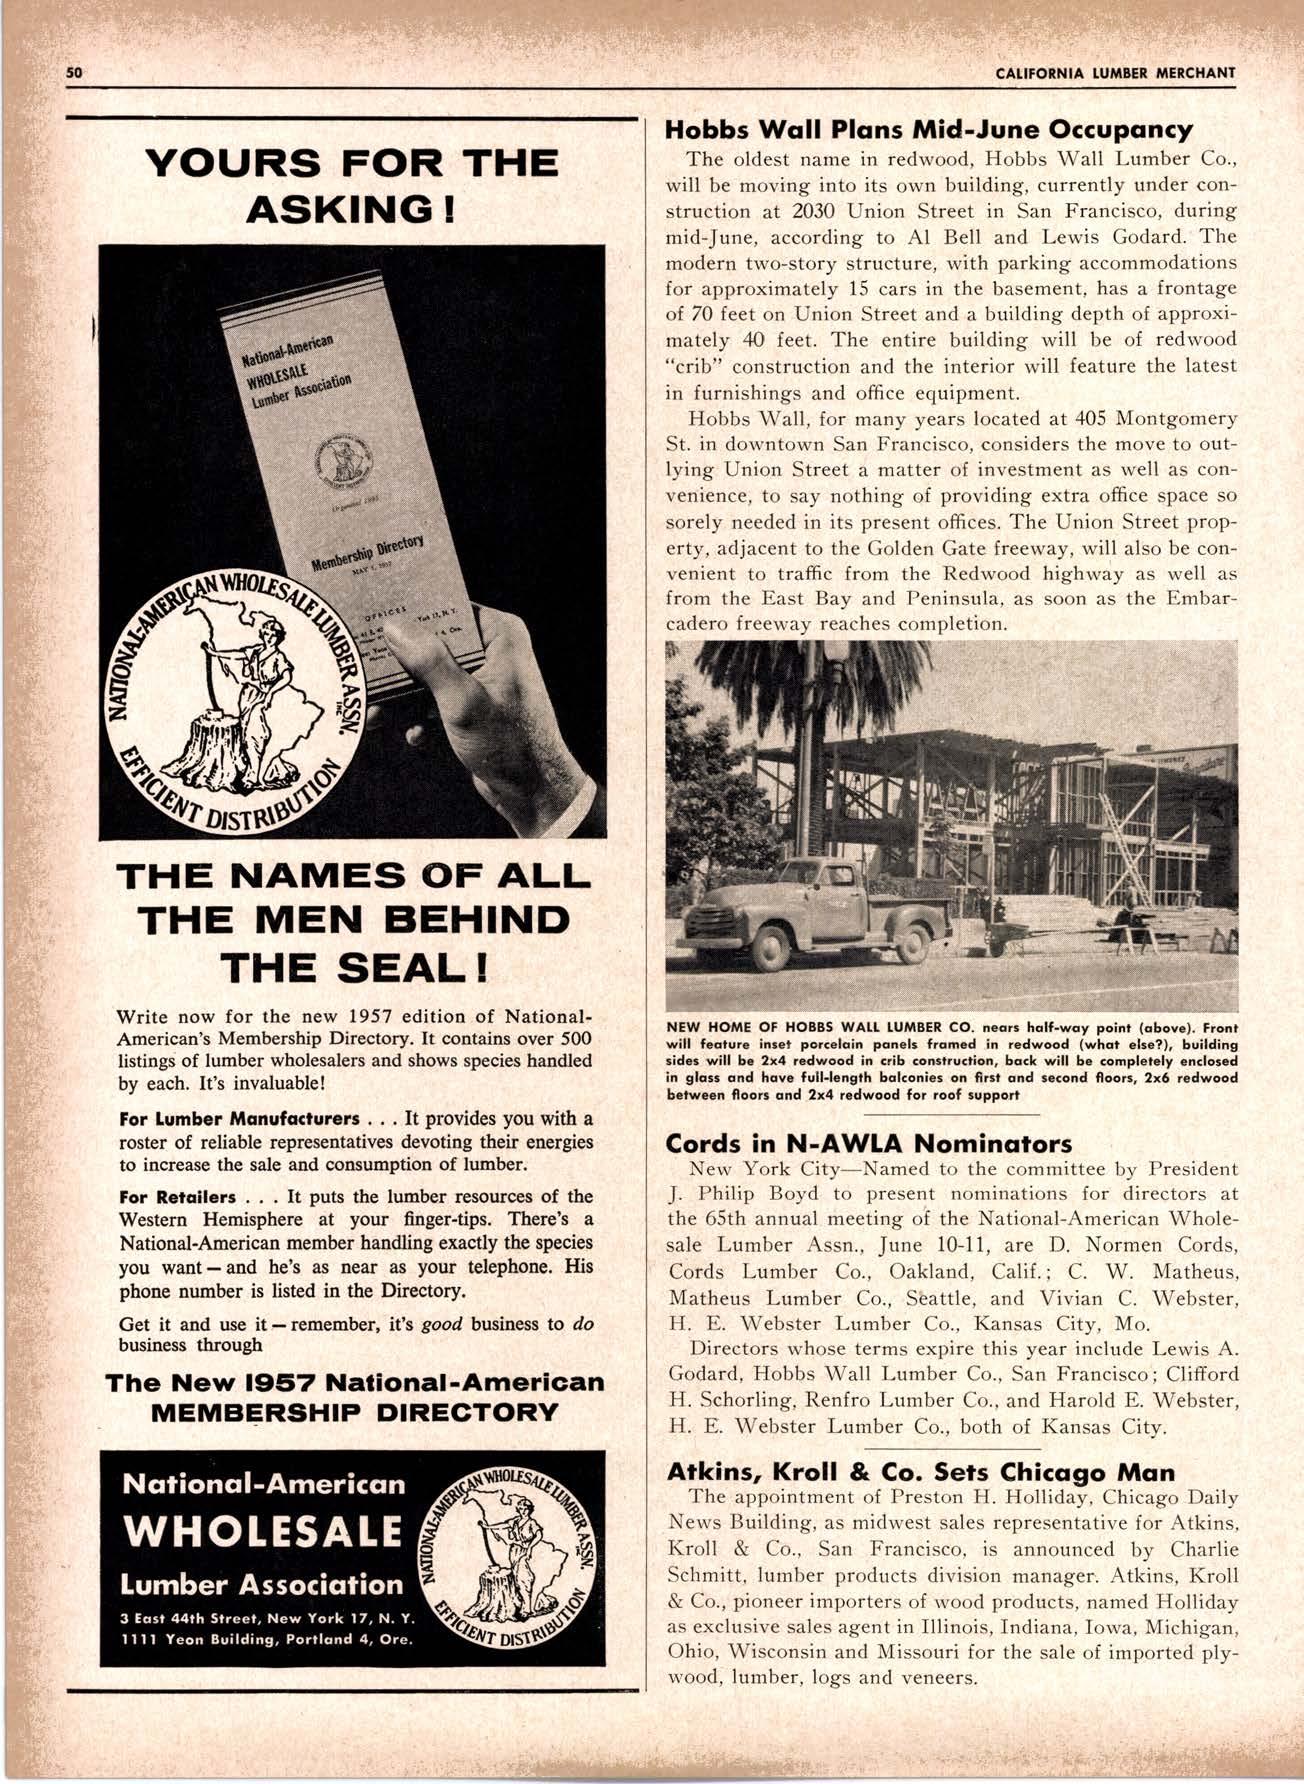 50
CALIFORNIA LUMBER MERCHANT
YOURS FOR THE
ASKING!
National-American
WHOLESALE
Lumber Association
Organized 1893
Membership Directory
MAY 1, 1957
OFFICES
NATIONAL-AMERICAN WHOLESALE LUMBER ASSN. INC.
EFFICIENT DISTRIBUTION
THE NAMES OF ALL
THE MEN BEHIND
THE SEAL!
Write now for the new 1957 edition of National-
American's Membership Directory. It contains over 500
listings of lumber wholesalers and shows species handled
by each. It's invaluable!
For Lumber Manufacturers . . . It provides you with a
roster of reliable representatives devoting their energies
to increase the sale and consumption of lumber.
For Retailers . . . It puts the lumber resources of the
Western Hemisphere at your finger-tips. There's a
National-American member handling exactly the species
you want — and he's as near as your telephone. His
phone number is listed in the Directory.
Get it and use it — remember, it's good business to do
business through
The New 1957 National-American
MEMBERSHIP DIRECTORY
National-American
WHOLESALE
Lumber Association
3 East 44th Street, New York 17, N. Y.
1111 Yeon Building, Portland 4, Ore.
NATIONAL-AMERICAN WHOLESALE LUMBER ASSN. INC.
EFFICIENT DISTRIBUTION
Hobbs Wall Plans Mid-June Occupancy
The oldest name in redwood, Hobbs Wall Lumber Co.,
will be moving into its own building, currently under con-
struction at 2030 Union Street in San Francisco, during
mid-June, according to Al Bell and Lewis Godard. The
modern two-story structure, with parking accommodations
for approximately 15 cars in the basement, has a frontage
of 70 feet on Union Street and a building depth of approxi-
mately 40 feet. The entire building will be of redwood
"crib" construction and the interior will feature the latest
in furnishings and office equipment.
Hobbs Wall, for many years located at 405 Montgomery
St. in downtown San Francisco, considers the move to out-
lying Union Street a matter of investment as well as con-
venience, to say nothing of providing extra office space so
sorely needed in its present offices. The Union Street prop-
erty, adjacent to the Golden Gate freeway, will also be con-
venient to traffic from the Redwood highway as well as
from the East Bay and Peninsula, as soon as the Embar-
cadero freeway reaches completion.
NEW HOME OF HOBBS WALL LUMBER CO. nears half-way point (above). Front
will feature inset porcelain panels framed in redwood (what else?), building
sides will be 2x4 redwood in crib construction, back will be completely enclosed
in glass and have full-length balconies on first and second floors, 2x6 redwood
between floors and 2x4 redwood for roof support
Cords in N-AWLA Nominators
New York City—Named to the committee by President
J. Philip Boyd to present nominations for directors at
the 65th annual meeting of the National-American Whole-
sale Lumber Assn., June 10-11, are D. Normen Cords,
Cords Lumber Co., Oakland, Calif.; C. W. Matheus,
Matheus Lumber Co., Seattle, and Vivian C. Webster,
H. E. Webster Lumber Co., Kansas City, Mo.
Directors whose terms expire this year include Lewis A.
Godard, Hobbs Wall Lumber Co., San Francisco; Clifford
H. Schorling, Renfro Lumber Co., and Harold E. Webster,
H. E. Webster Lumber Co., both of Kansas City.
Atkins, Kroll & Co. Sets Chicago Man
The appointment of Preston H. Holliday, Chicago Daily
News Building, as midwest sales representative for Atkins,
Kroll & Co., San Francisco, is announced by Charlie
Schmitt, lumber products division manager. Atkins, Kroll
& Co., pioneer importers of wood products, named Holliday
as exclusive sales agent in Illinois, Indiana, Iowa, Michigan,
Ohio, Wisconsin and Missouri for the sale of imported ply-
wood, lumber, logs and veneers.